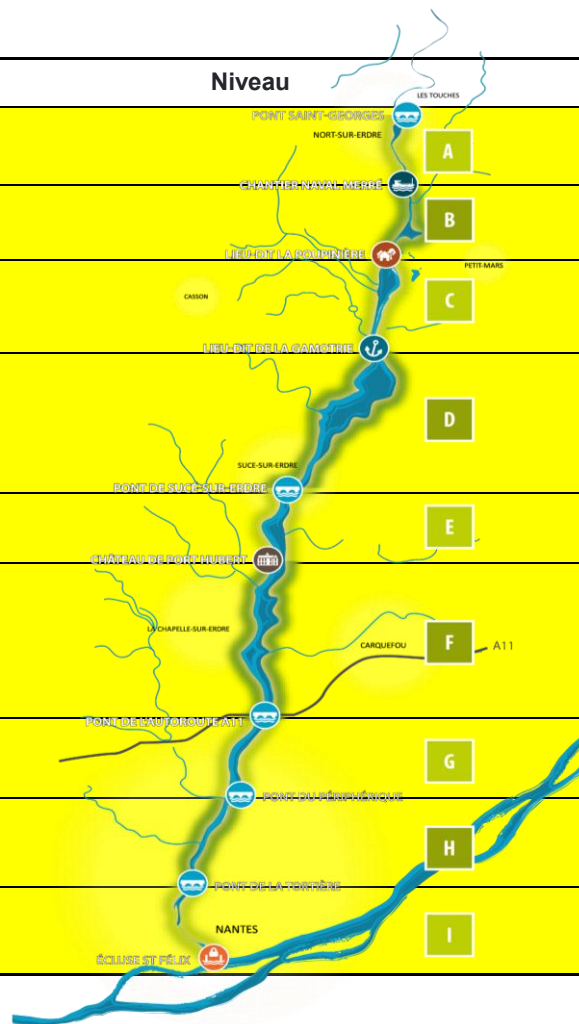 Niveau
LES TOUCHES
PONT SAINT-GEORGES
NORT-SUR-ERDRE
A
CHANTIER NAVAL MERRÉ
B
LIEU-DIT LA POUPINIÈRE
PETIT-MARS
C
CASSON
LIEU-DIT DE LA GAMOTRIE
D
SUCE-SUR-ERDRE
PONT DE SUCÉ-SUR-ERDRE
E
CHÂTEAU DE PORT HUBERT
LA CHAPELLE-SUR-ERDRE
CARQUEFOU
F
A11
PONT DE L'AUTOROUTE A11
G
PONT DU PÉRIPHÉRIQUE
H
PONT DE LA TORTIÈRE
NANTES
I
ÉCLUSE ST FÉLIX